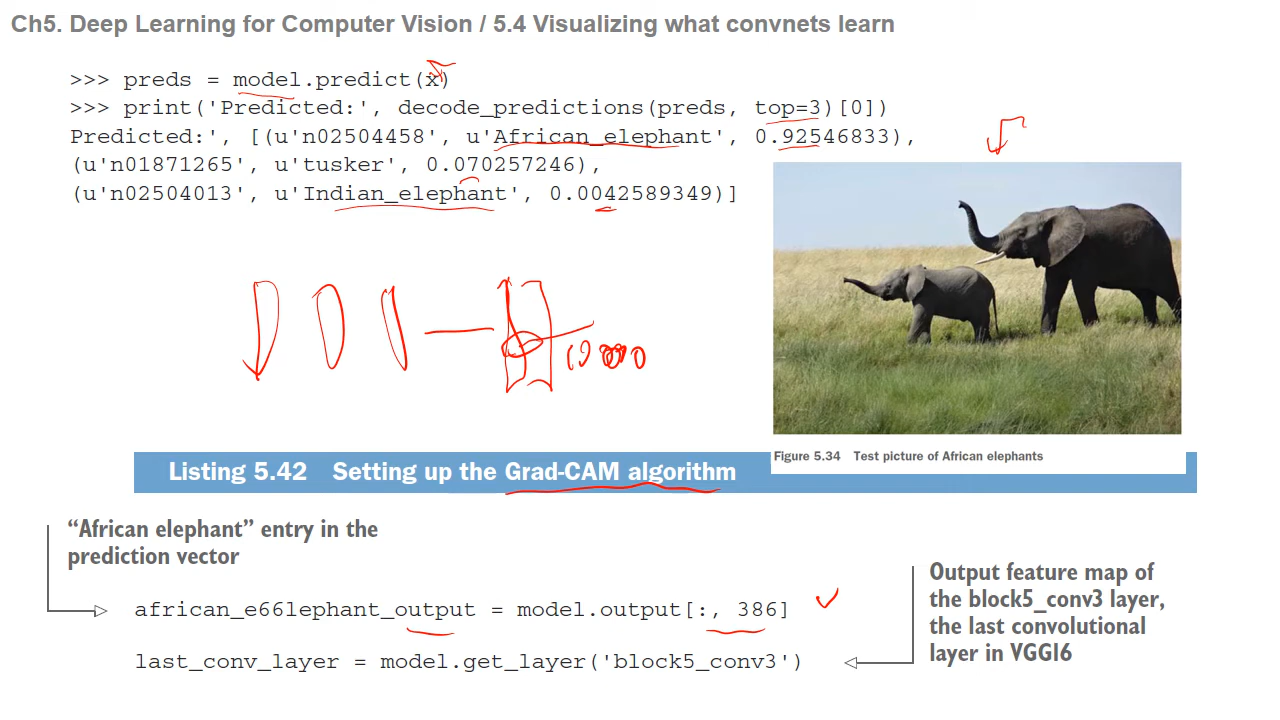 Ch5. Deep Learning for Computer Vision / 5.4 Visualizing what convnets learn
>>> preds = model.predict(x)
>>> print('Predicted:', decode_predictions(preds, top=3)[0])
Predicted:', [(u'n02504458', u'African_elephant', 0.92546833),
(u'n01871265', u'tusker', 0.070257246),
(u'n02504013', u'Indian_elephant', 0.0042589349)]
Figure 5.34 Test picture of African elephants
Listing 5.42 Setting up the Grad-CAM algorithm
“African elephant” entry in the
prediction vector
african_e66lephant_output = model.output[:, 386]
last_conv_layer = model.get_layer('block5_conv3')
Output feature map of
the block5_conv3 layer,
the last convolutional
layer in VGG16